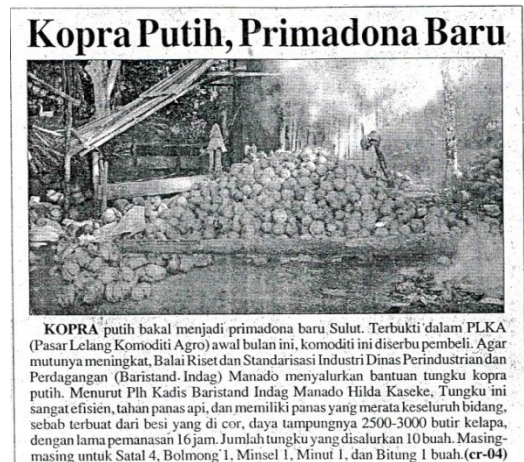 Kopra Putih, Primadona Baru
KOPRA putih bakal menjadi primadona baru Sulut. Terbukti dalam PLKA
(Pasar Lelang Komoditi Agro) awal bulan ini, komoditi ini diserbu pembeli. Agar
mutunya meningkat, Balai Riset dan Standarisasi Industri Dinas Perindustrian dan
Perdagangan (Baristand Indag) Manado menyalurkan bantuan tungku kopra
putih. Menurut Plh Kadis Baristand Indag Manado Hilda Kaseke, Tungku ini
sangat efisien, tahan panas api, dan memiliki panas yang merata keseluruh bidang,
sebab terbuat dari besi yang di cor, daya tampungnya 2500-3000 butir kelapa,
dengan lama pemanasan 16 jam. Jumlah tungku yang disalurkan 10 buah. Masing-
masing untuk Satal 4, Bolmong 1, Minsel 1, Minut 1, dan Bitung 1 buah.(cr-04)